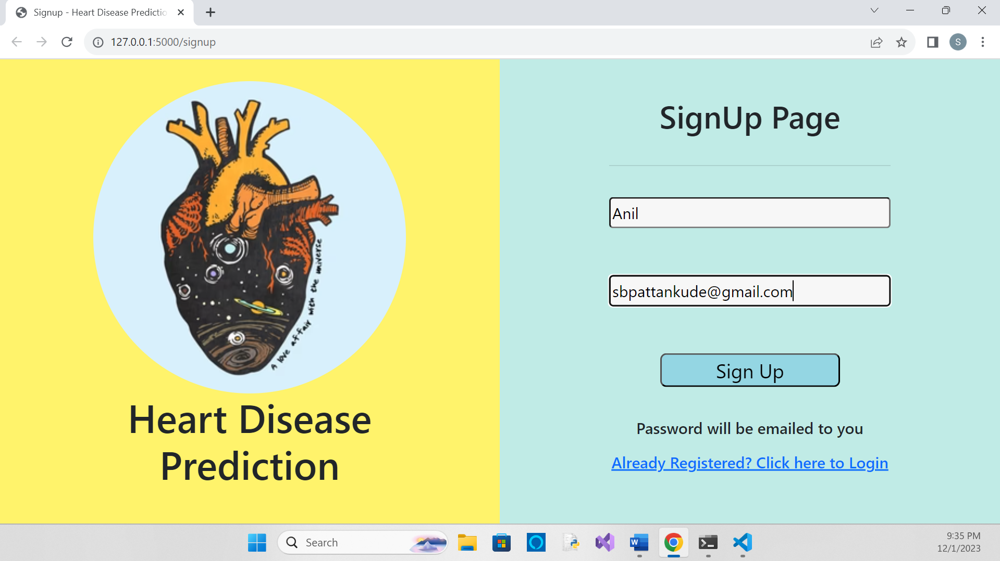 Signup - Heart Disease Predictio
127.0.0.1:5000/signup
S
A love affair with the universe
Heart Disease
Prediction
SignUp Page
Anil
sbpattankude@gmail.com
Sign Up
Password will be emailed to you
Already Registered? Click here to Login
Search
W
9:35 PM
12/1/2023